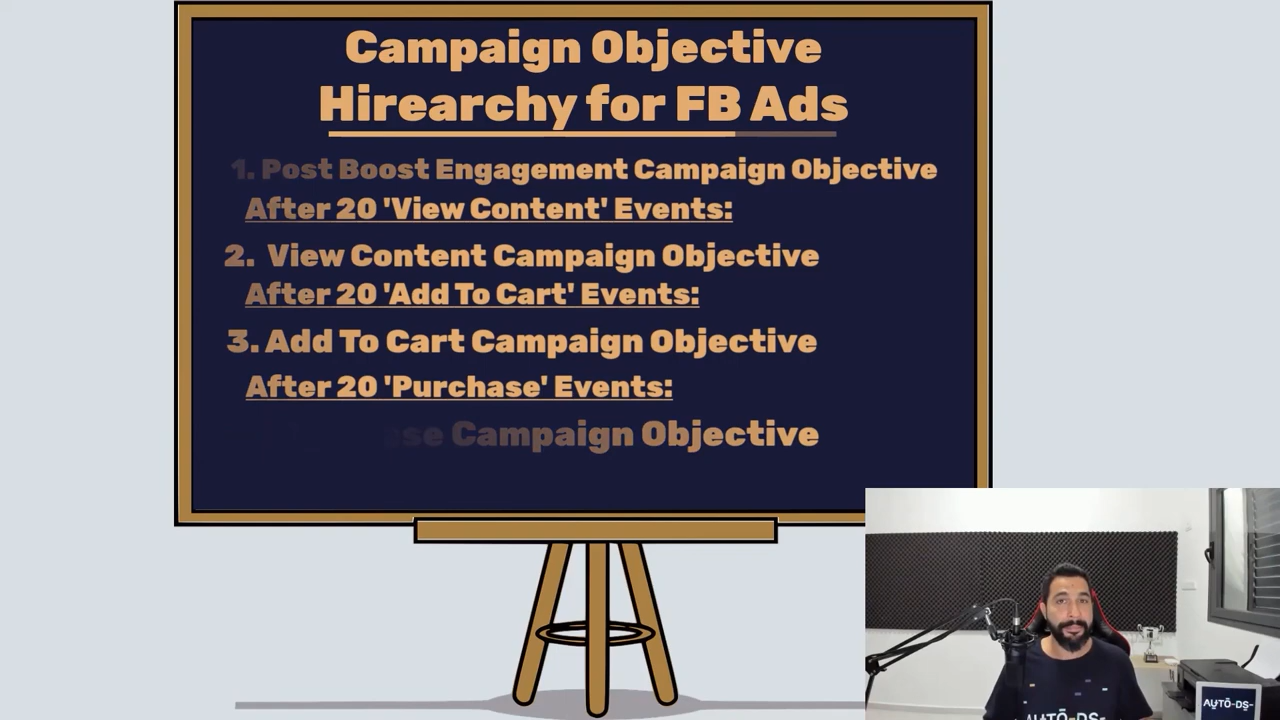 Campaign Objective
Hirearchy for FB Ads
1. Post Boost Engagement Campaign Objective
After 20 'View Content' Events:
2. View Content Campaign Objective
After 20 'Add To Cart' Events:
3. Add To Cart Campaign Objective
After 20 'Purchase' Events:
Campaign Objective
AUTO-DS-
AUTO-DS-